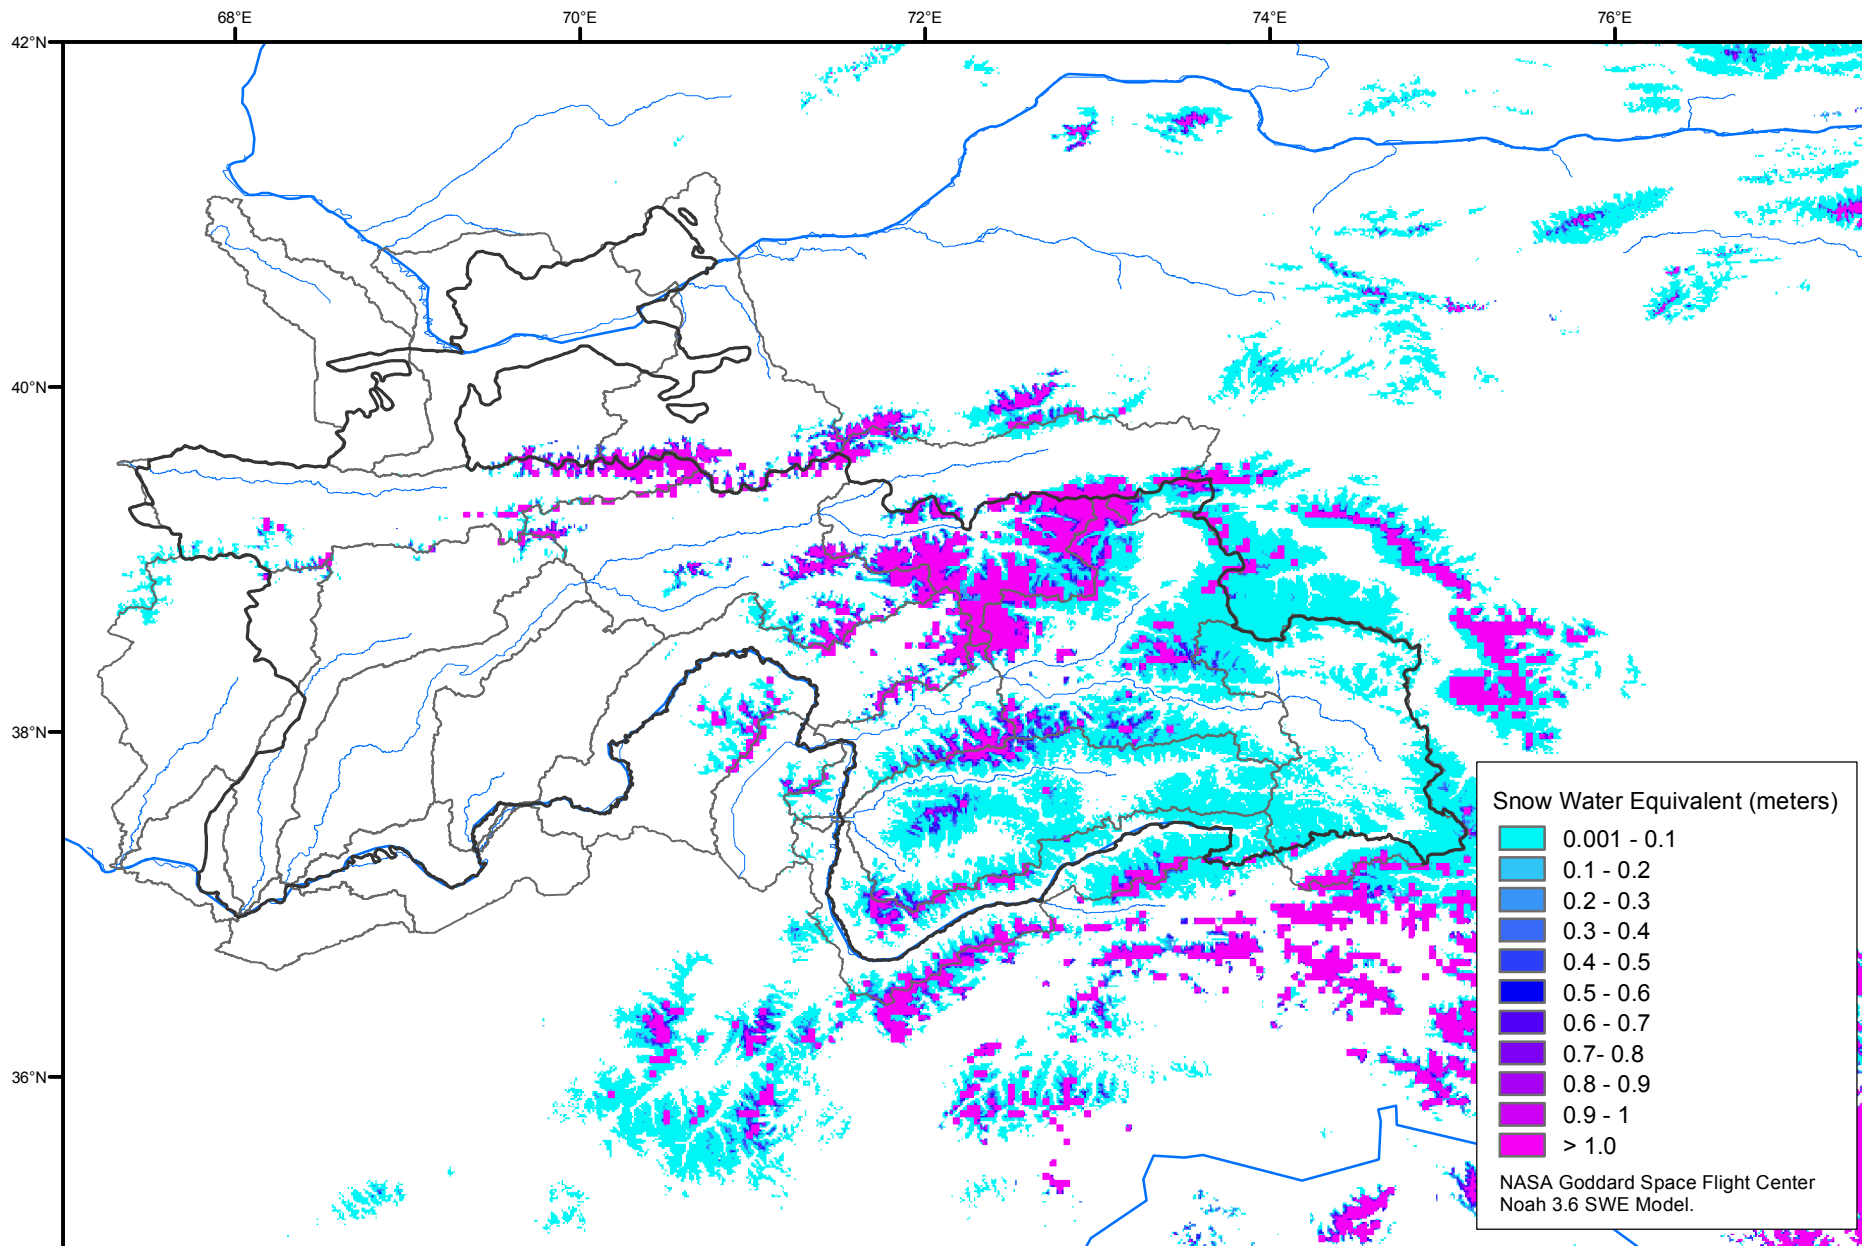 68°E 70°E 72°E 74°E 76°E
42°N
40°N
38°N
36°N
Snow Water Equivalent (meters)
0.001 - 0.1
0.1 - 0.2
0.2 - 0.3
0.3 - 0.4
0.4 - 0.5
0.5 - 0.6
0.6 - 0.7
0.7- 0.8
0.8 - 0.9
0.9 - 1
> 1.0
NASA Goddard Space Flight Center
Noah 3.6 SWE Model.